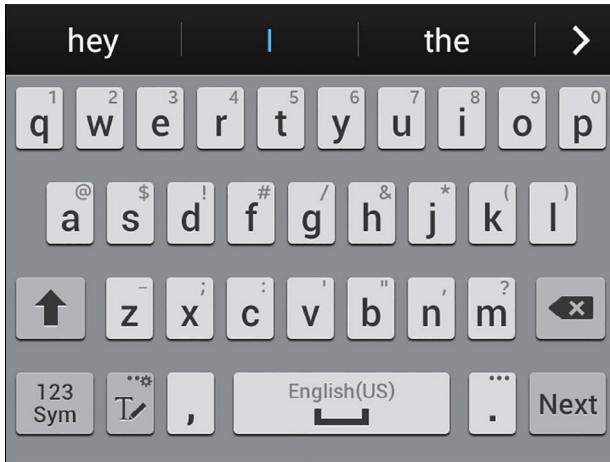 hey I the >
1 2 3 4 5 6 7 8 9 0
q w e r t y u i o p
@ $ ! # / & * ( )
a s d f g h j k l
_ ; : ' " , ?
z x c v b n m
123 English(US)
Sym T , . Next